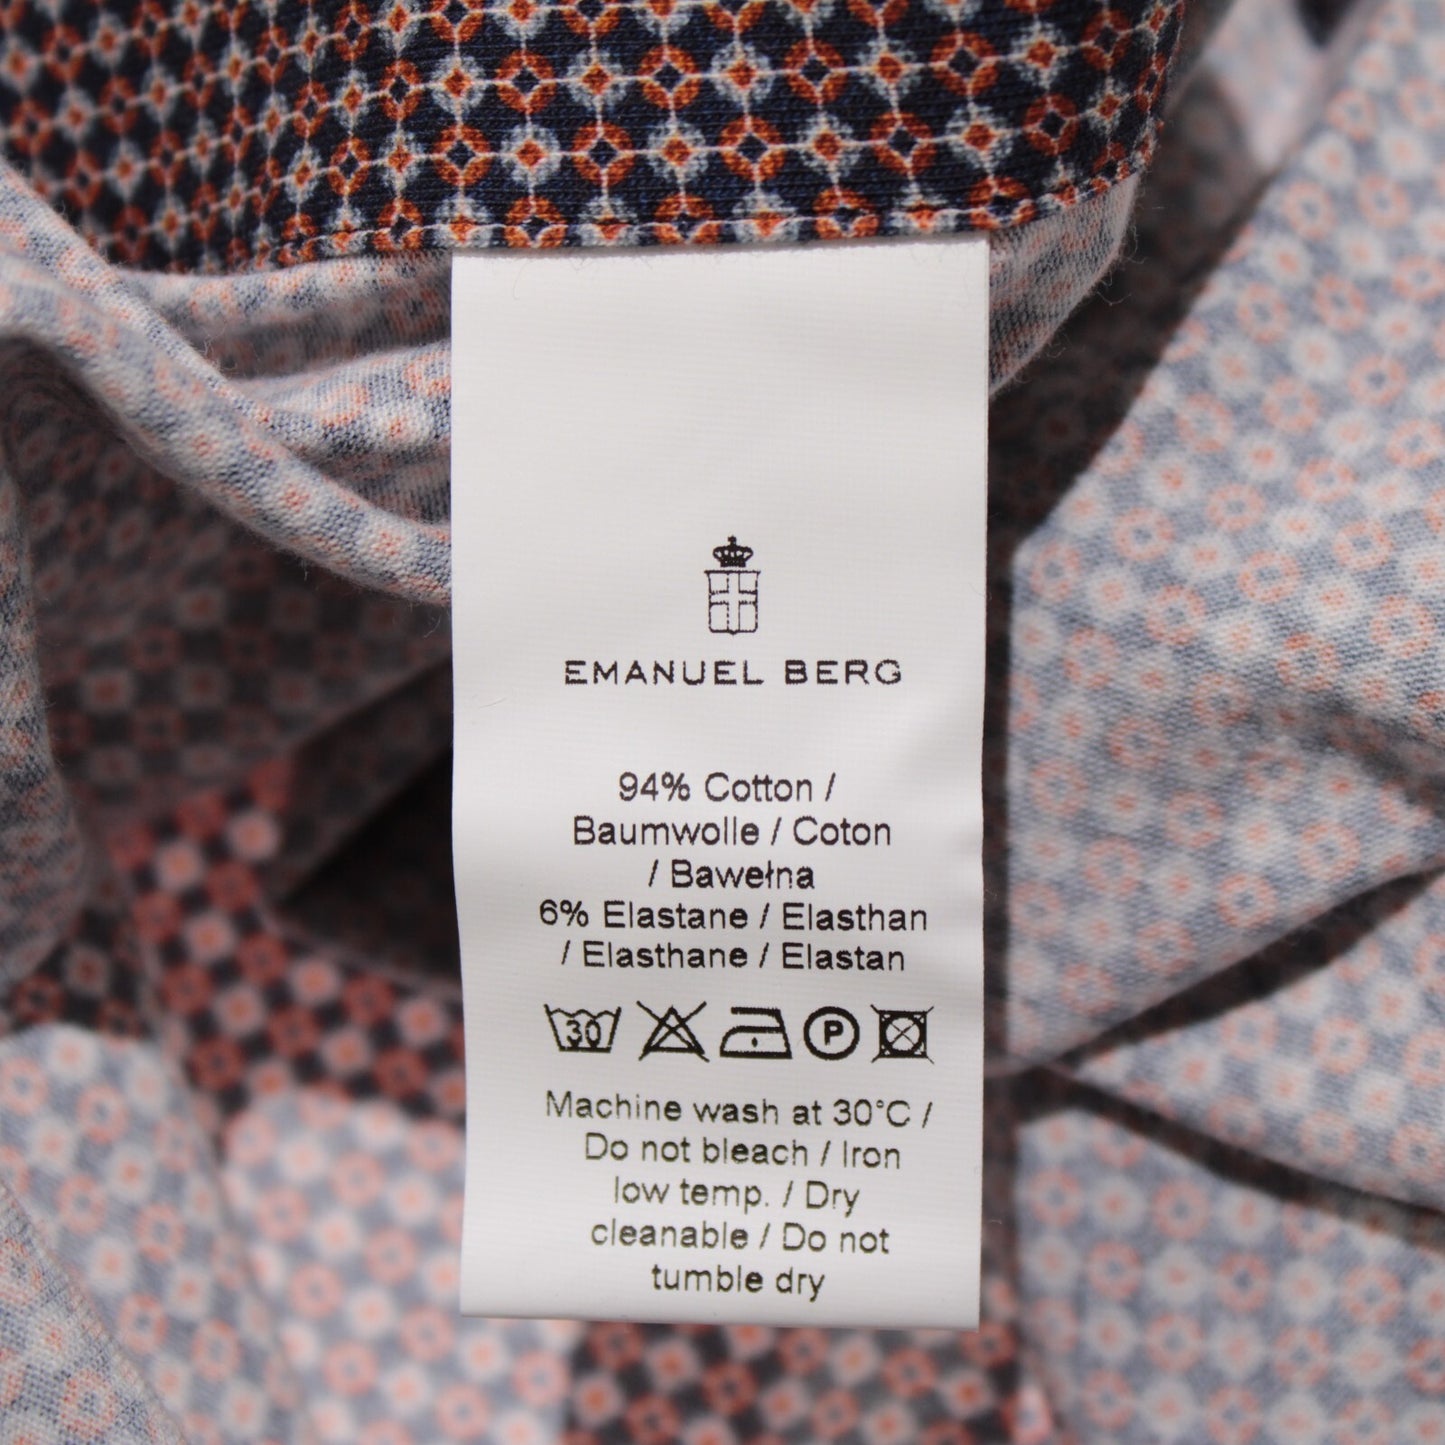 EMANUEL BERG
94% Cotton /
Baumwolle / Coton
/ Bawełna
6% Elastane / Elasthan
/ Elasthane / Elastan
30 P
Machine wash at 30°C /
Do not bleach / Iron
low temp. / Dry
cleanable / Do not
tumble dry